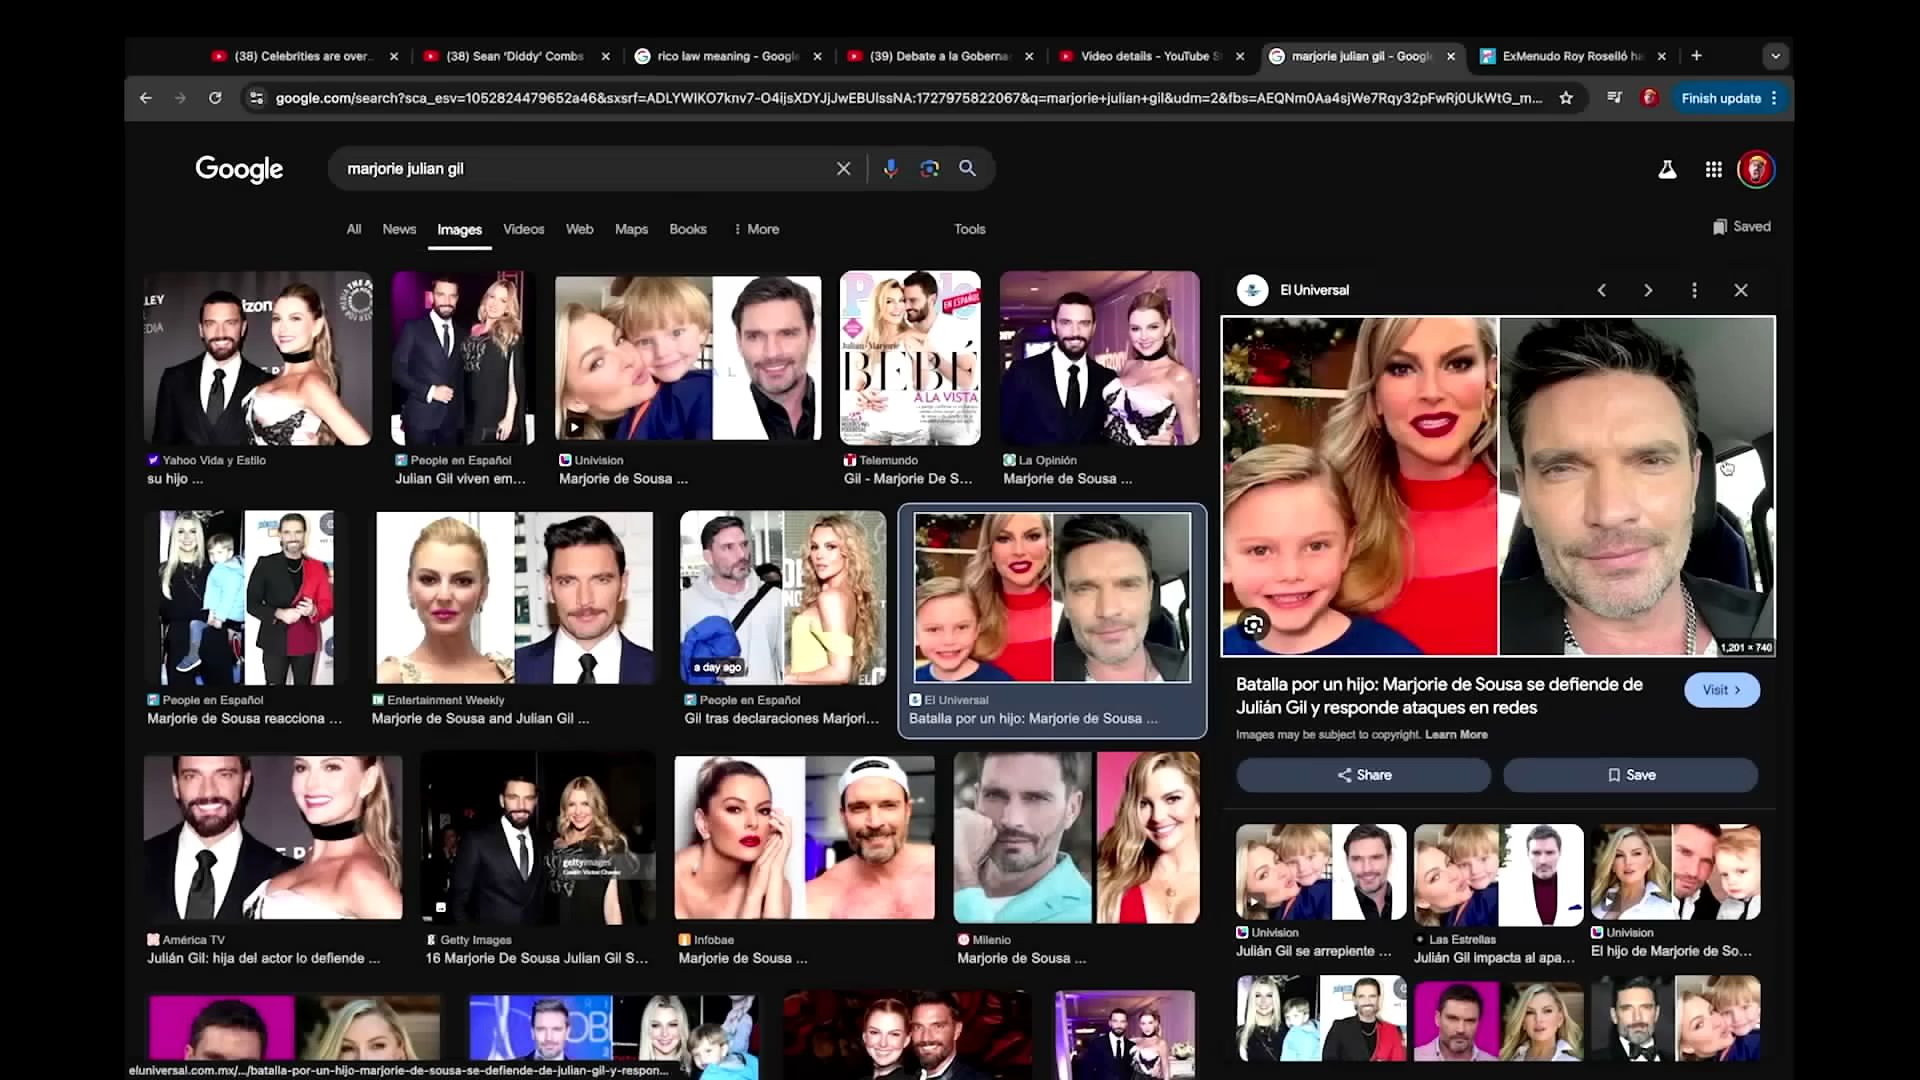 (38) Celebrities are over..
(38) Sean 'Diddy' Combs
rico law meaning - Google
(39) Debate a la Goberna
Video details - YouTube S
marjorie julian gil - Google
ExMenudo Roy Roselló ha
google.com/search?sca_esv=1052824479652a46&sxsrf=ADLYWIKO7knv7-O4ijsXDYJjJwEBUIssNA:1727975822067&q=marjorie+julian+gil&udm=2&fbs=AEQNm0Aa4sjWe7Rqy32pFwRj0UkWtG_m...
Finish update
Google
marjorie julian gil
All
News
Images
Videos
Web
Maps
Books
More
Tools
Saved
Yahoo Vida y Estilo
su hijo ...
People en Español
Julian Gil viven em...
Univision
Marjorie de Sousa ...
EN ESPAÑOL
Julián Marjorie
BEBÉ
A LA VISTA
Telemundo
Gil - Marjorie De S...
La Opinión
Marjorie de Sousa ...
El Universal
1,201 × 740
Batalla por un hijo: Marjorie de Sousa se defiende de
Julián Gil y responde ataques en redes
Visit
Images may be subject to copyright. Learn More
Share
Save
People en Español
Marjorie de Sousa reacciona ...
Entertainment Weekly
Marjorie de Sousa and Julian Gil ...
a day ago
People en Español
Gil tras declaraciones Marjori...
El Universal
Batalla por un hijo: Marjorie de Sousa ...
América TV
Julián Gil: hija del actor lo defiende ...
gettyimages
Getty Images
16 Marjorie De Sousa Julian Gil S...
Infobae
Marjorie de Sousa ...
Milenio
Marjorie de Sousa ...
Univision
Julián Gil se arrepiente ...
Las Estrellas
Julián Gil impacta al apa...
Univision
El hijo de Marjorie de So...
eluniversal.com.mx/.../batalla-por-un-hijo-marjorie-de-sousa-se-defiende-de-julian-gil-y-respon...